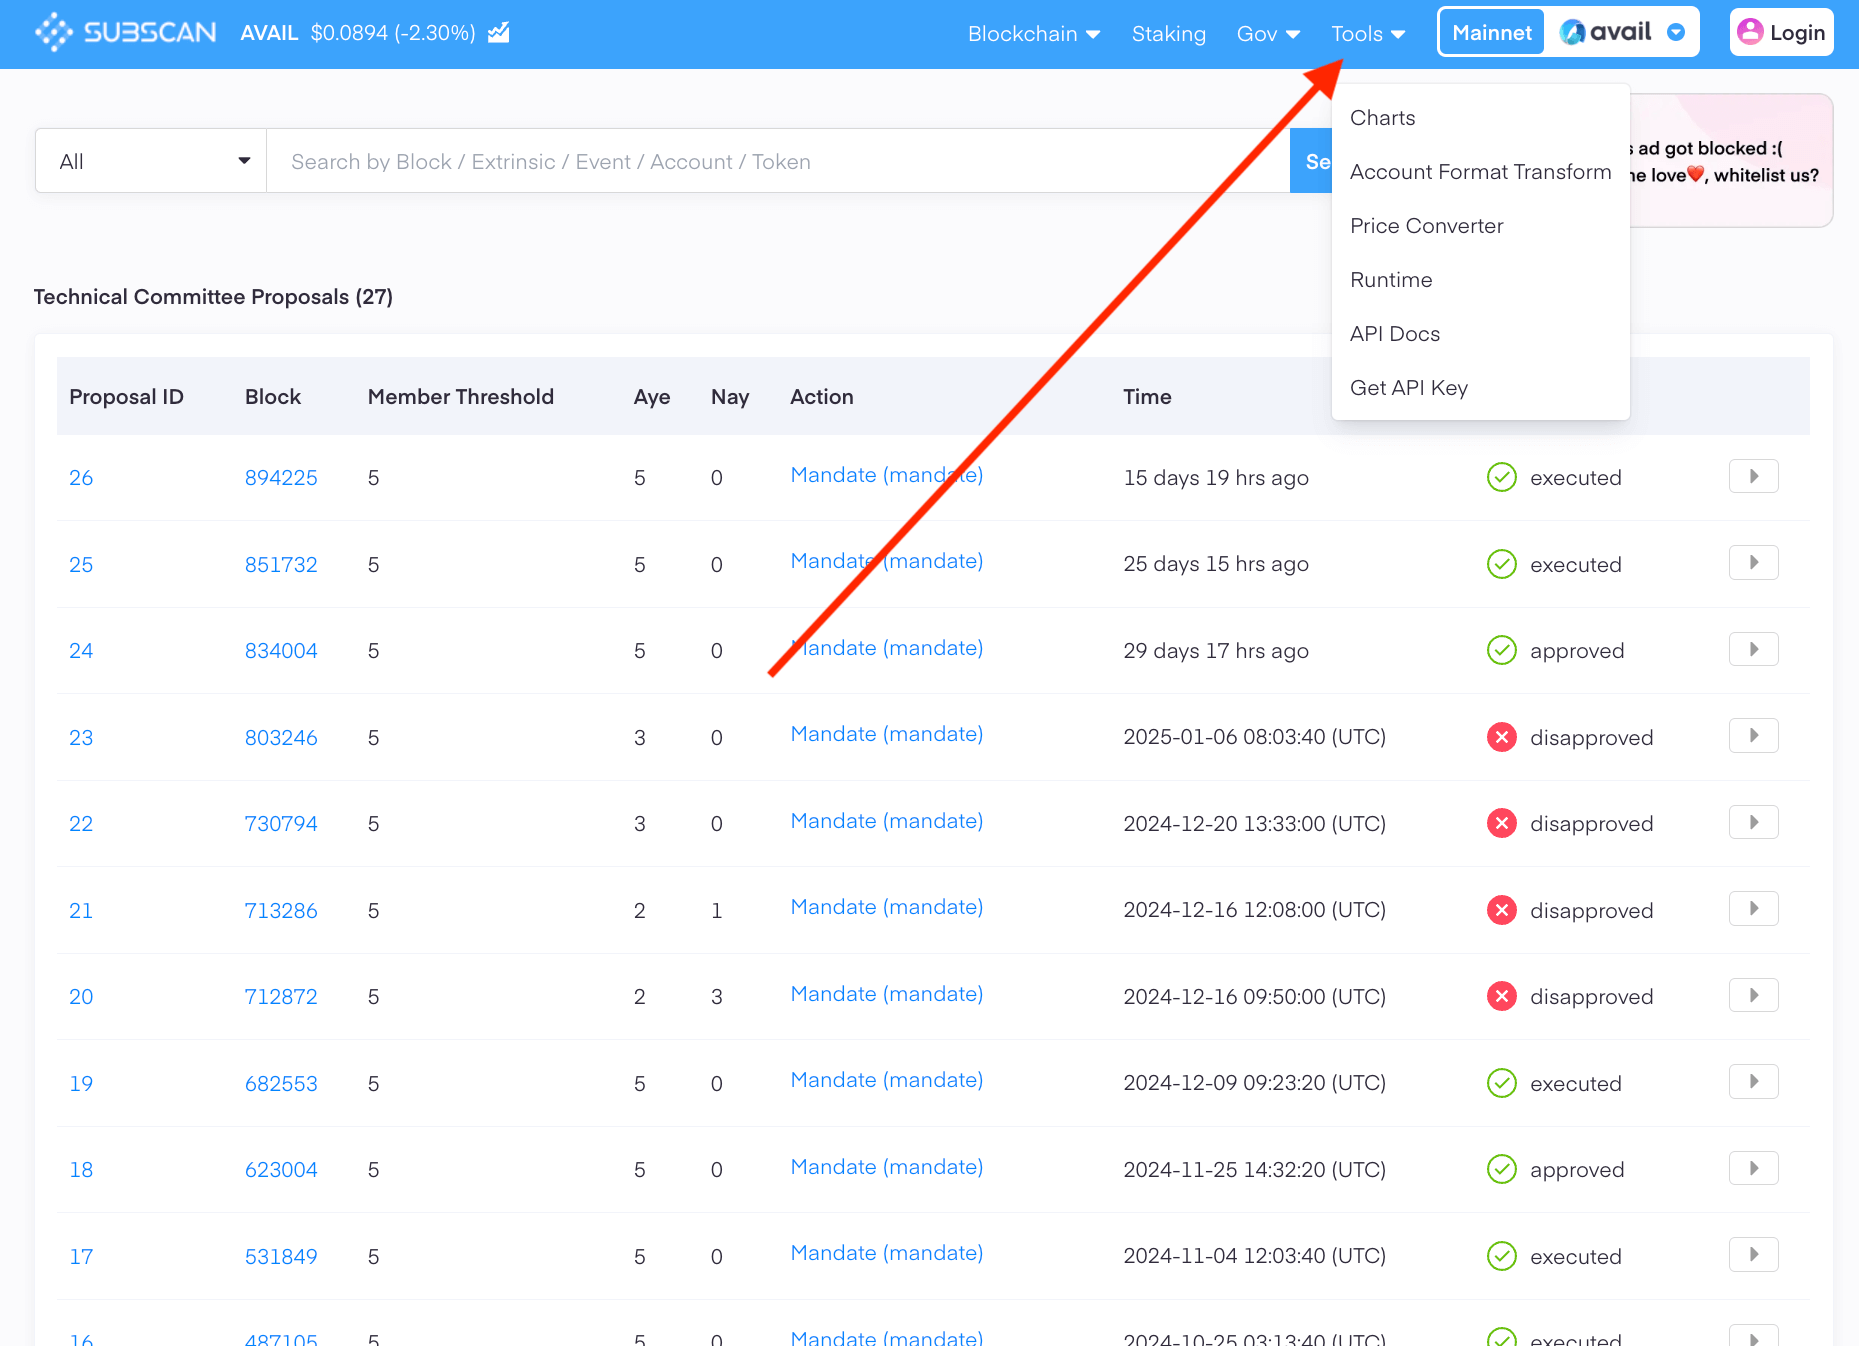 SUBSCAN AVAIL $0.0894 (-2.30%) Blockchain Staking Gov Tools Mainnet avail Login
Charts
All Search by Block / Extrinsic / Event / Account / Token Se
ad got blocked :(
Account Format Transform
love❤️, whitelist us?
Price Converter
Runtime
API Docs
Get API Key
Technical Committee Proposals (27)
Proposal ID Block Member Threshold Aye Nay Action Time
26 894225 5 5 0 Mandate (mandate) 15 days 19 hrs ago executed
25 851732 5 5 0 Mandate (mandate) 25 days 15 hrs ago executed
24 834004 5 5 0 Mandate (mandate) 29 days 17 hrs ago approved
23 803246 5 3 0 Mandate (mandate) 2025-01-06 08:03:40 (UTC) disapproved
22 730794 5 3 0 Mandate (mandate) 2024-12-20 13:33:00 (UTC) disapproved
21 713286 5 2 1 Mandate (mandate) 2024-12-16 12:08:00 (UTC) disapproved
20 712872 5 2 3 Mandate (mandate) 2024-12-16 09:50:00 (UTC) disapproved
19 682553 5 5 0 Mandate (mandate) 2024-12-09 09:23:20 (UTC) executed
18 623004 5 5 0 Mandate (mandate) 2024-11-25 14:32:20 (UTC) approved
17 531849 5 5 0 Mandate (mandate) 2024-11-04 12:03:40 (UTC) executed
16 487105 5 5 0 Mandate (mandate) 2024-10-25 03:13:40 (UTC) executed